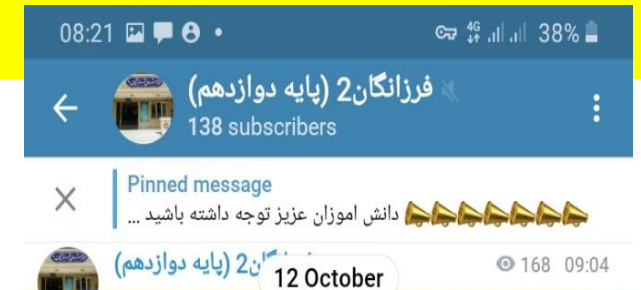 08:21 4G 38%
فرزانگان2 (پایه دوازدهم)
138 subscribers
Pinned message
دانش اموزان عزیز توجه داشته باشید ...
ن2 (پایه دوازدهم) 168 09:04
12 October